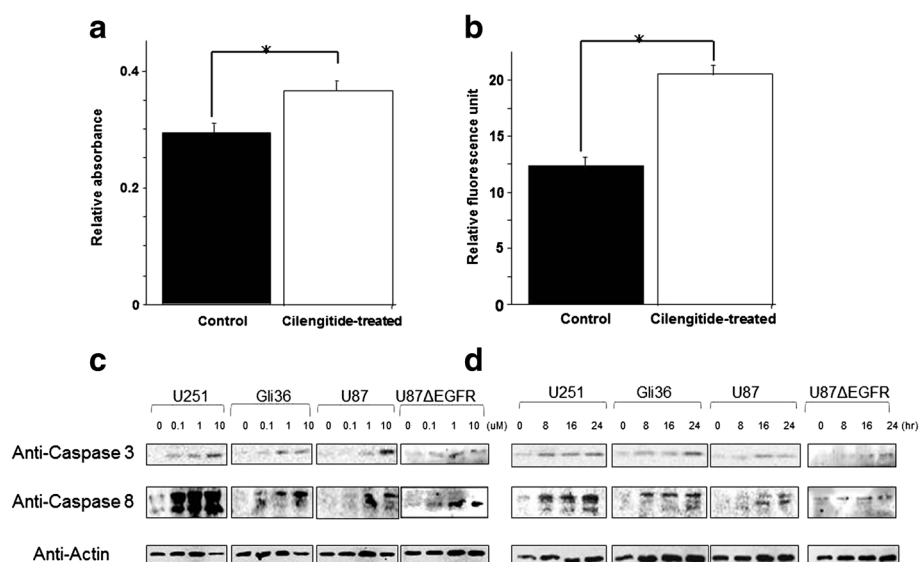 a
*
0.4
0.2
0
Relative absorbance
Control Cilengitide-treated
b
*
20
15
10
5
0
Relative fluorescence unit
Control Cilengitide-treated
c
U251 Gli36 U87 U87ΔEGFR
0 0.1 1 10 0 0.1 1 10 0 0.1 1 10 0 0.1 1 10 (uM)
d
U251 Gli36 U87 U87ΔEGFR
0 8 16 24 0 8 16 24 0 8 16 24 0 8 16 24 (hr)
Anti-Caspase 3
Anti-Caspase 8
Anti-Actin